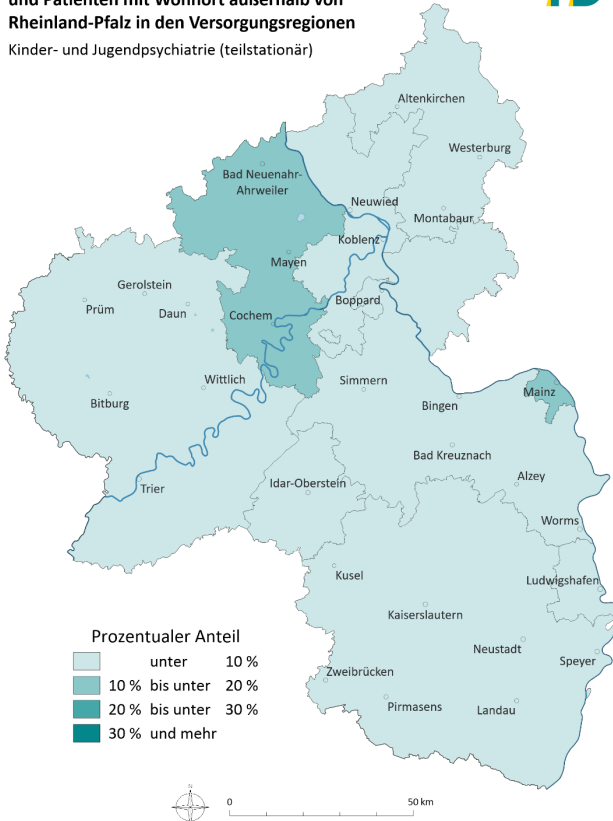 und Patienten mit Wohnort außerhalb von
Rheinland-Pfalz in den Versorgungsregionen
Kinder- und Jugendpsychiatrie (teilstationär)
Altenkirchen
Westerburg
Bad Neuenahr-
Ahrweiler
Neuwied
Montabaur
Koblenz
Mayen
Gerolstein
Prüm
Daun
Cochem
Boppard
Wittlich
Simmern
Mainz
Bitburg
Bingen
Bad Kreuznach
Trier
Idar-Oberstein
Alzey
Worms
Kusel
Ludwigshafen
Kaiserslautern
Neustadt
Speyer
Zweibrücken
Pirmasens
Landau
Prozentualer Anteil
unter 10 %
10 % bis unter 20 %
20 % bis unter 30 %
30 % und mehr
N
0 50 km